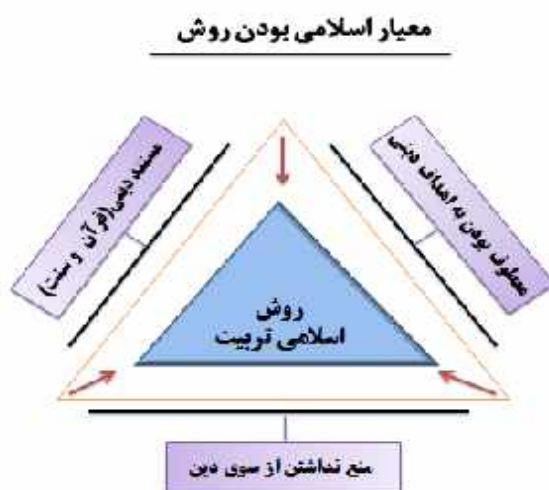 معیار اسلامی بودن روش
معطوف بودن به اهداف دینی
مستند دینی(قرآن و سنت)
روش
اسلامی تربیت
منع نداشتن از سوی دین